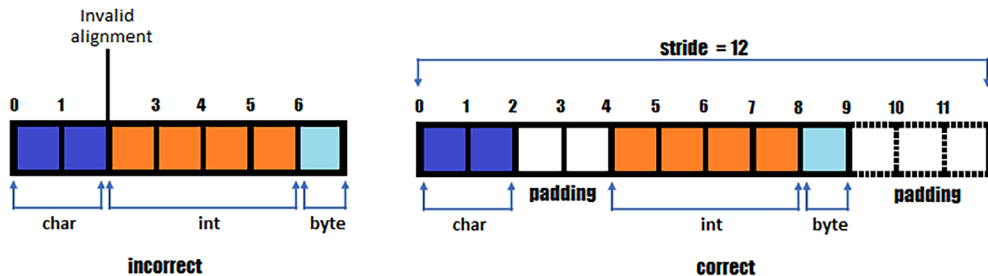 Invalid
alignment
0 1 3 4 5 6
char int byte
incorrect
stride = 12
0 1 2 3 4 5 6 7 8 9 10 11
padding padding
char int byte
correct